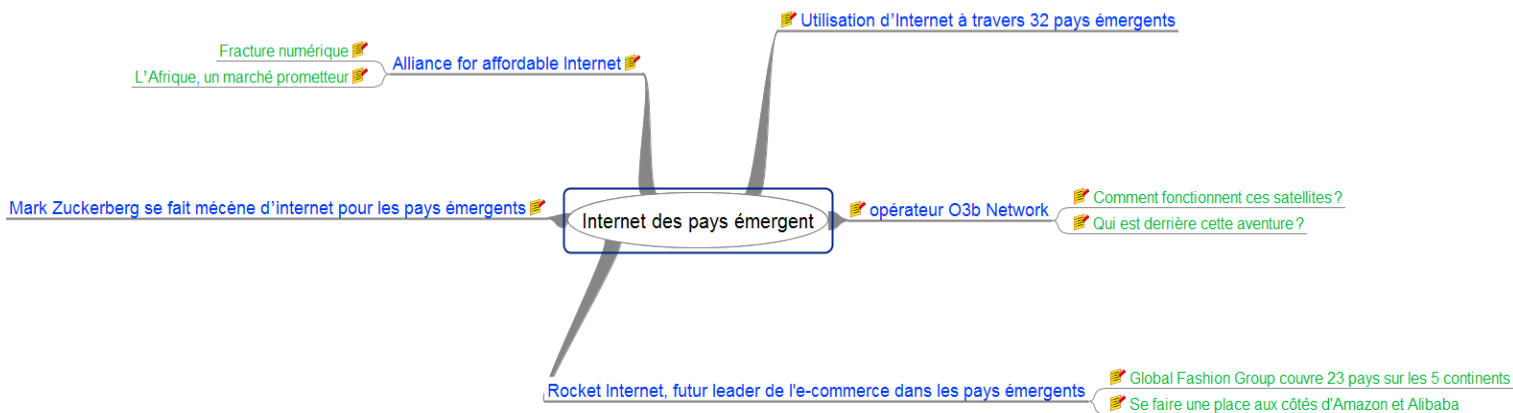 Utilisation d’Internet à travers 32 pays émergents
Fracture numérique
Alliance for affordable Internet
L’Afrique, un marché prometteur
Mark Zuckerberg se fait mécène d’internet pour les pays émergents
Internet des pays émergent
opérateur O3b Network
Comment fonctionnent ces satellites ?
Qui est derrière cette aventure ?
Rocket Internet, futur leader de l'e-commerce dans les pays émergents
Global Fashion Group couvre 23 pays sur les 5 continents
Se faire une place aux côtés d'Amazon et Alibaba